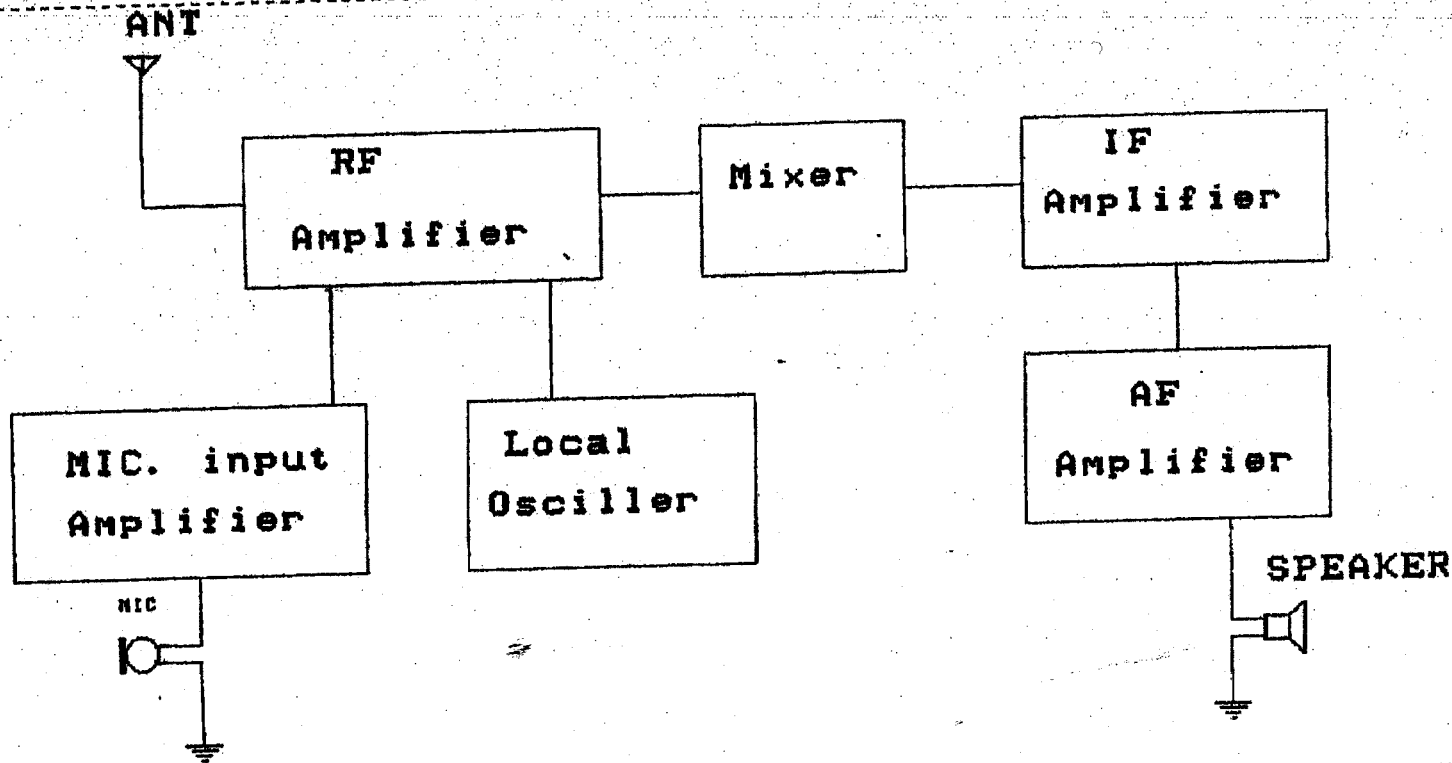 ANT
RF
Amplifier
Mixer
IF
Amplifier
MIC. input
Amplifier
Local
Osciller
AF
Amplifier
MIC
SPEAKER